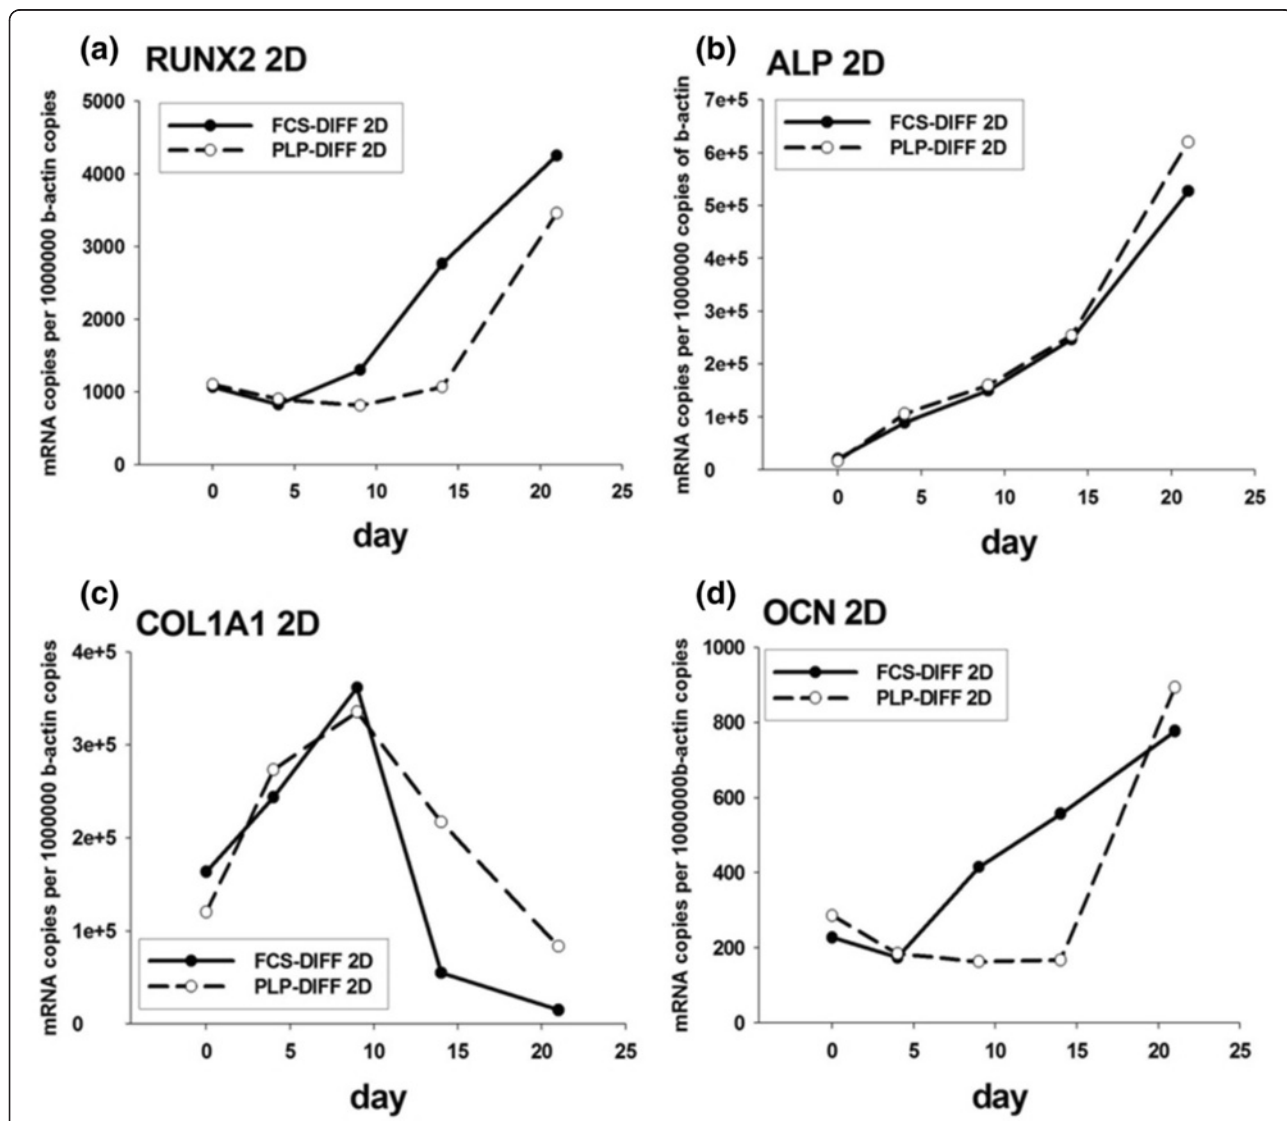 (a)
RUNX2 2D
mRNA copies per 1000000 b-actin copies
5000
4000
3000
2000
1000
0
FCS-DIFF 2D
PLP-DIFF 2D
0 5 10 15 20 25
day
(b)
ALP 2D
mRNA copies per 1000000 copies of b-actin
7e+5
6e+5
5e+5
4e+5
3e+5
2e+5
1e+5
0
FCS-DIFF 2D
PLP-DIFF 2D
0 5 10 15 20 25
day
(c)
COL1A1 2D
mRNA copies per 1000000 b-actin copies
4e+5
3e+5
2e+5
1e+5
0
FCS-DIFF 2D
PLP-DIFF 2D
0 5 10 15 20 25
day
(d)
OCN 2D
mRNA copies per 1000000b-actin copies
1000
800
600
400
200
0
FCS-DIFF 2D
PLP-DIFF 2D
0 5 10 15 20 25
day